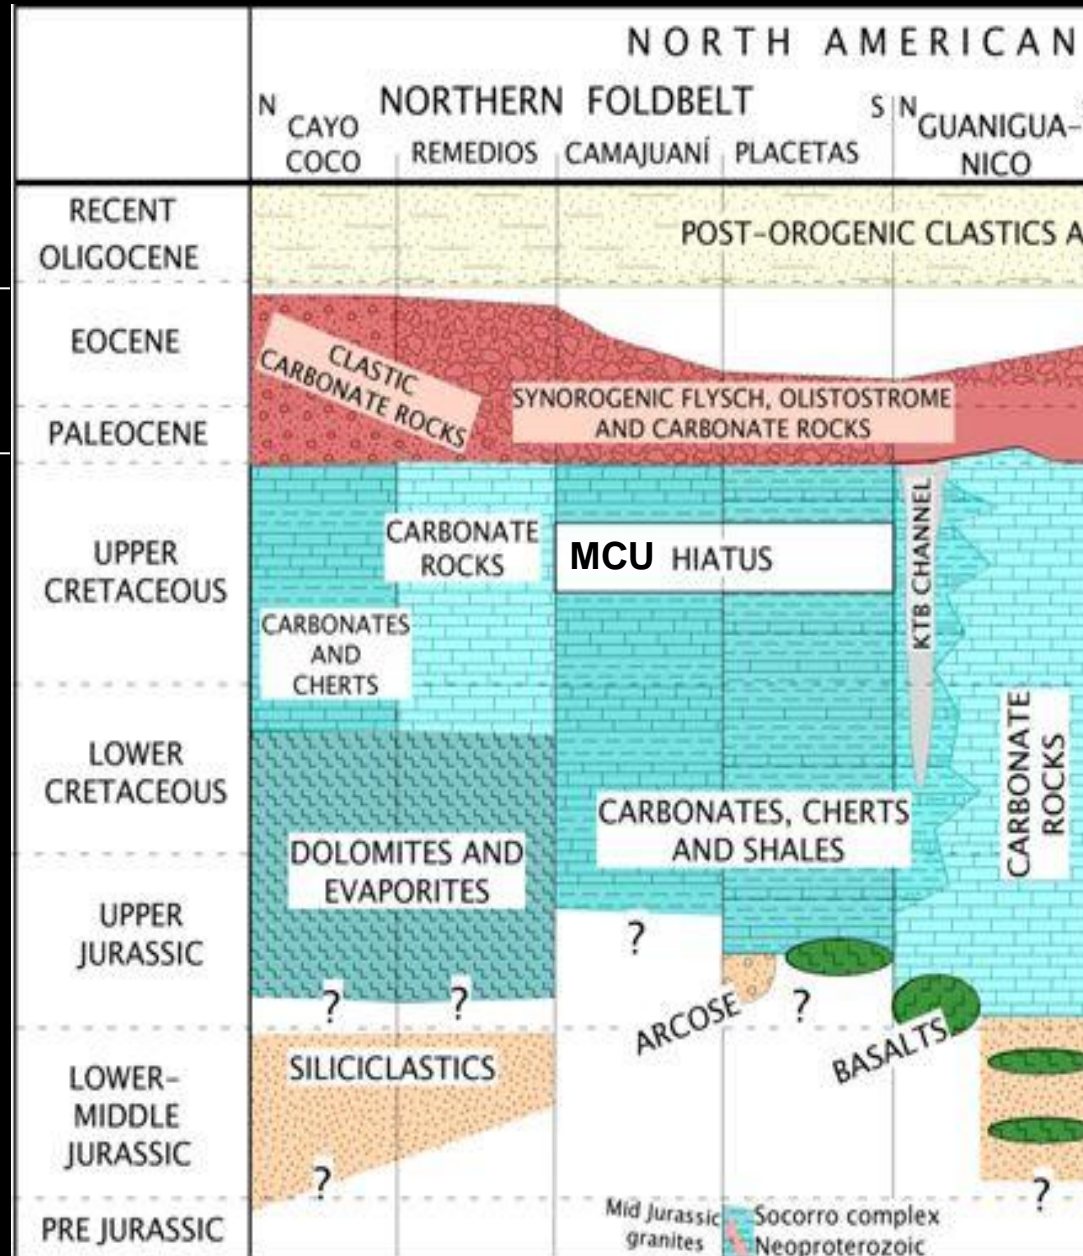 NORTH AMERICAN
N NORTHERN FOLDBELT S N
CAYO COCO REMEDIOS CAMAJUANÍ PLACETAS GUANIGUA-
NICO
RECENT
OLIGOCENE
POST-OROGENIC CLASTICS A
EOCENE
CLASTIC
CARBONATE ROCKS
SYNOROGENIC FLYSCH, OLISTOSTROME
AND CARBONATE ROCKS
PALEOCENE
UPPER
CRETACEOUS
CARBONATE
ROCKS
MCU HIATUS
KTB CHANNEL
CARBONATES
AND
CHERTS
LOWER
CRETACEOUS
CARBONATE
ROCKS
CARBONATES, CHERTS
AND SHALES
DOLOMITES AND
EVAPORITES
UPPER
JURASSIC
?
? ?
?
ARCOSE
BASALTS
LOWER-
MIDDLE
JURASSIC
SILICICLASTICS
?
?
PRE JURASSIC
Mid Jurassic
granites
Socorro complex
Neoproterozoic